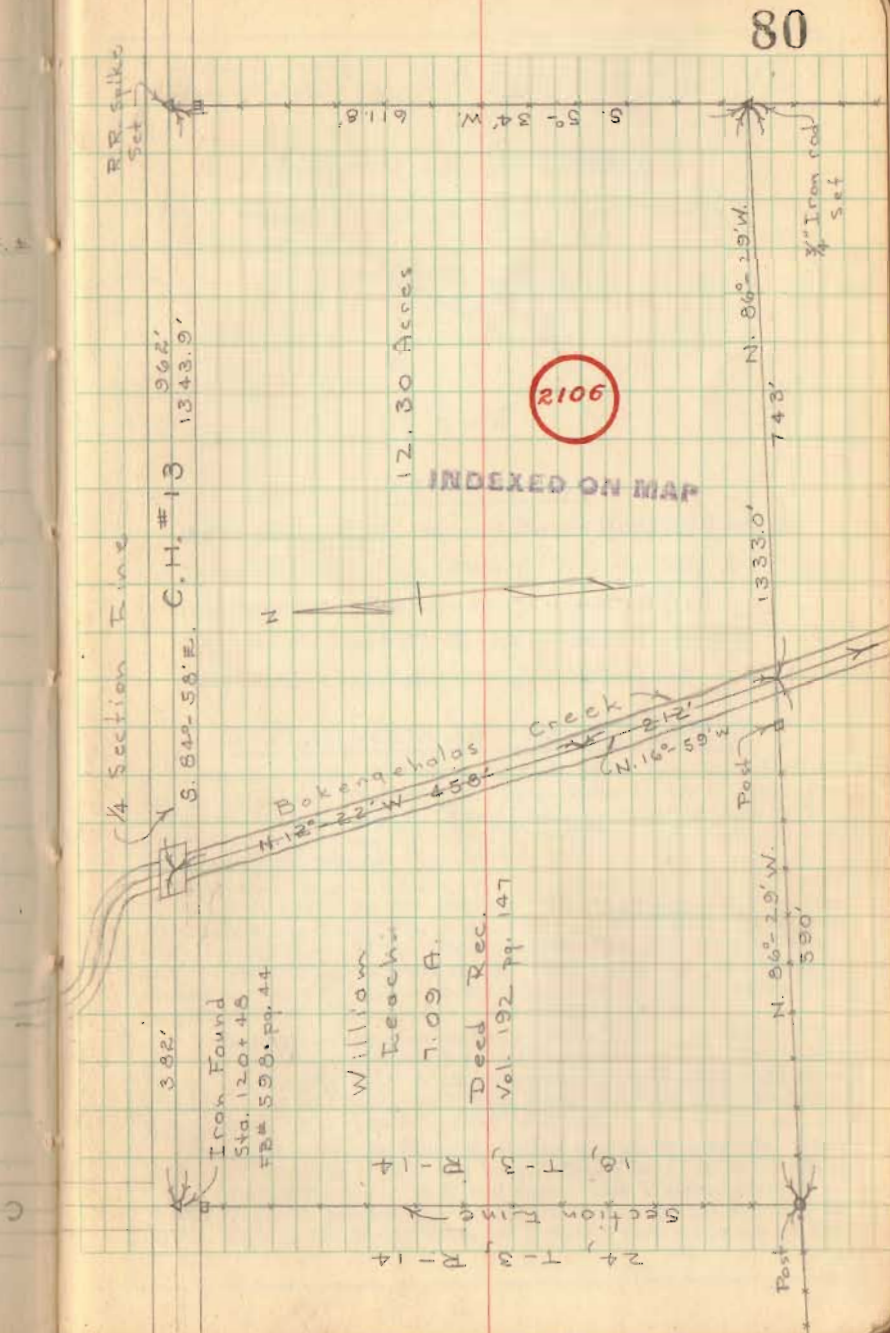 80
R.R. Spike
Set
S. 5°-34' W. 611.8'
3/4" Iron rod
set
962'
1343.9'
C. H. #13
S. 84°-58' E.
1/4 Section Line
12.30 Acres
2106
INDEXED ON MAP
N. 86°-29' W.
743'
1333.0'
N
Bokengehalas Creek
N. 12°-22' W 458'
212'
N. 16°-59' W
Post
N. 86°-29' W.
590'
382'
Iron Found
Sta. 120+48
FB# 598. pg. 44
William
Leach
7.09 A.
Deed Rec.
Vol. 192 pg. 147
18, T-3, R-14
Section Line
24, T-3, R-14
Post